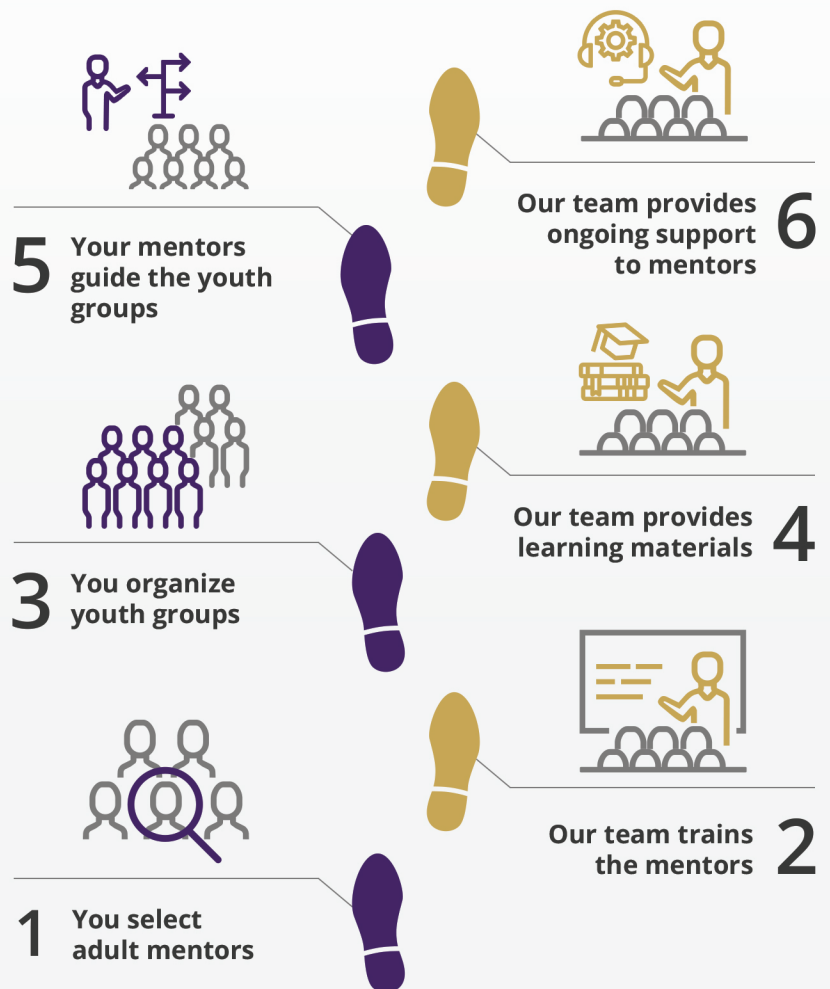 5
Your mentors
guide the youth
groups
6
Our team provides
ongoing support
to mentors
3
You organize
youth groups
4
Our team provides
learning materials
1
You select
adult mentors
2
Our team trains
the mentors